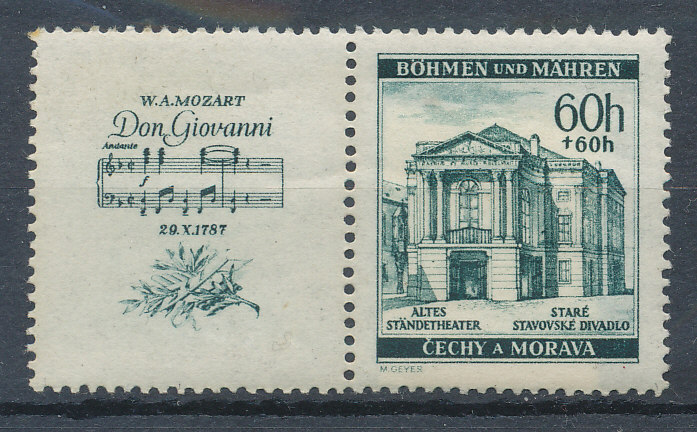 W.A.MOZART
Don Giovanni
Andante
f
29.X.1787
BÖHMEN UND MÄHREN
60h
+60h
ALTES STARÉ
STÄNDETHEATER STAVOVSKÉ DIVADLO
ČECHY A MORAVA
M.GEYER